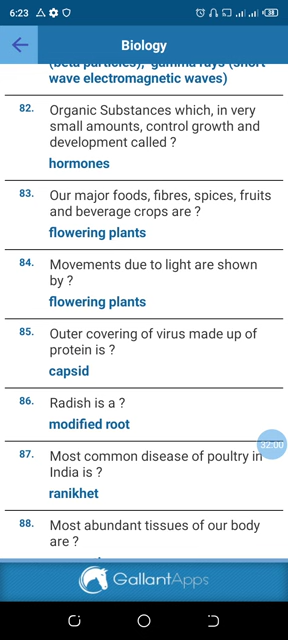 6:23
38
Biology
(beta particles), gamma rays (short
wave electromagnetic waves)
82. Organic Substances which, in very
small amounts, control growth and
development called ?
hormones
83. Our major foods, fibres, spices, fruits
and beverage crops are ?
flowering plants
84. Movements due to light are shown
by ?
flowering plants
85. Outer covering of virus made up of
protein is ?
capsid
86. Radish is a ?
modified root
87. Most common disease of poultry in
India is ?
32:00
ranikhet
88. Most abundant tissues of our body
are ?
GallantApps